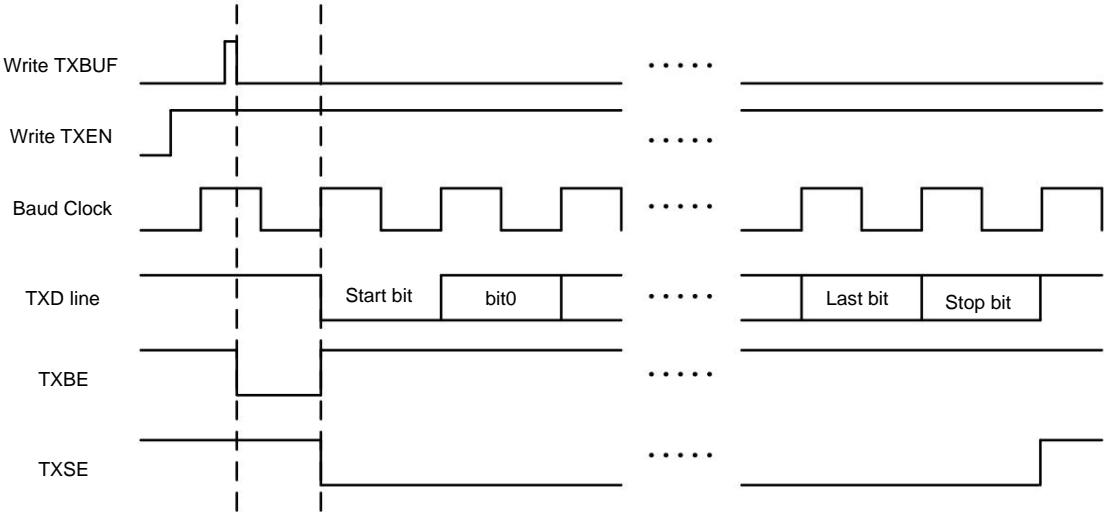 Write TXBUF
Write TXEN
Baud Clock
TXD line
Start bit
bit0
Last bit
Stop bit
TXBE
TXSE